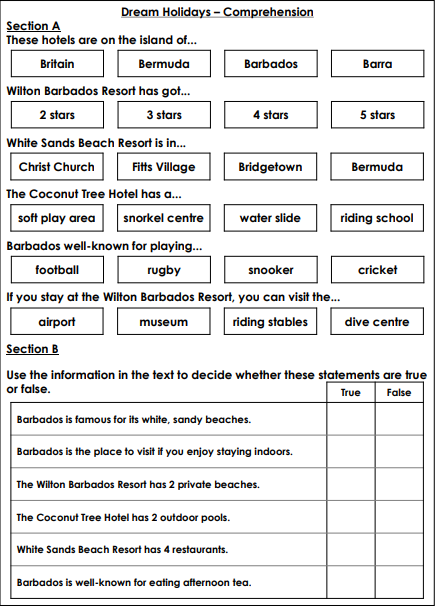 Dream Holidays – Comprehension
Section A
These hotels are on the island of...
Britain Bermuda Barbados Barra
Wilton Barbados Resort has got...
2 stars 3 stars 4 stars 5 stars
White Sands Beach Resort is in...
Christ Church Fitts Village Bridgetown Bermuda
The Coconut Tree Hotel has a...
soft play area snorkel centre water slide riding school
Barbados well-known for playing...
football rugby snooker cricket
If you stay at the Wilton Barbados Resort, you can visit the...
airport museum riding stables dive centre
Section B
Use the information in the text to decide whether these statements are true
or false.
True False
Barbados is famous for its white, sandy beaches.
Barbados is the place to visit if you enjoy staying indoors.
The Wilton Barbados Resort has 2 private beaches.
The Coconut Tree Hotel has 2 outdoor pools.
White Sands Beach Resort has 4 restaurants.
Barbados is well-known for eating afternoon tea.